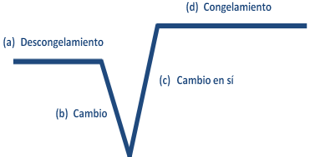 (d) Congelamiento
(a) Descongelamiento
(c) Cambio en sí
(b) Cambio